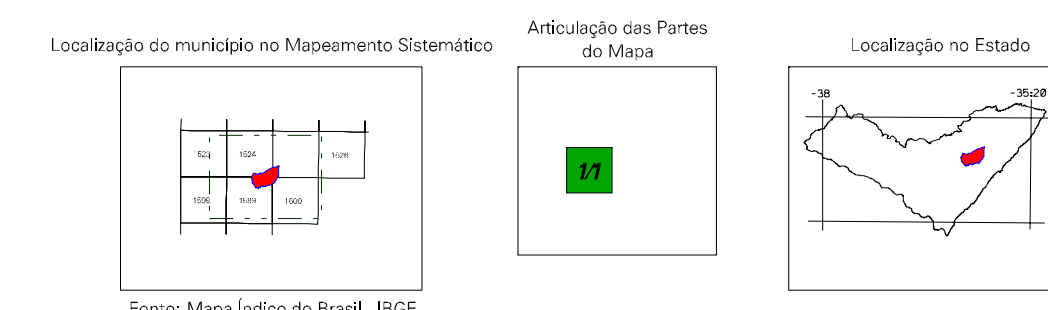 Localização do município no Mapeamento Sistemático
Articulação das Partes
do Mapa
Localização no Estado
-38
-35:20
1524
1526
1600
1/1
Fonte: Mapa Índice do Brasil - IBGE